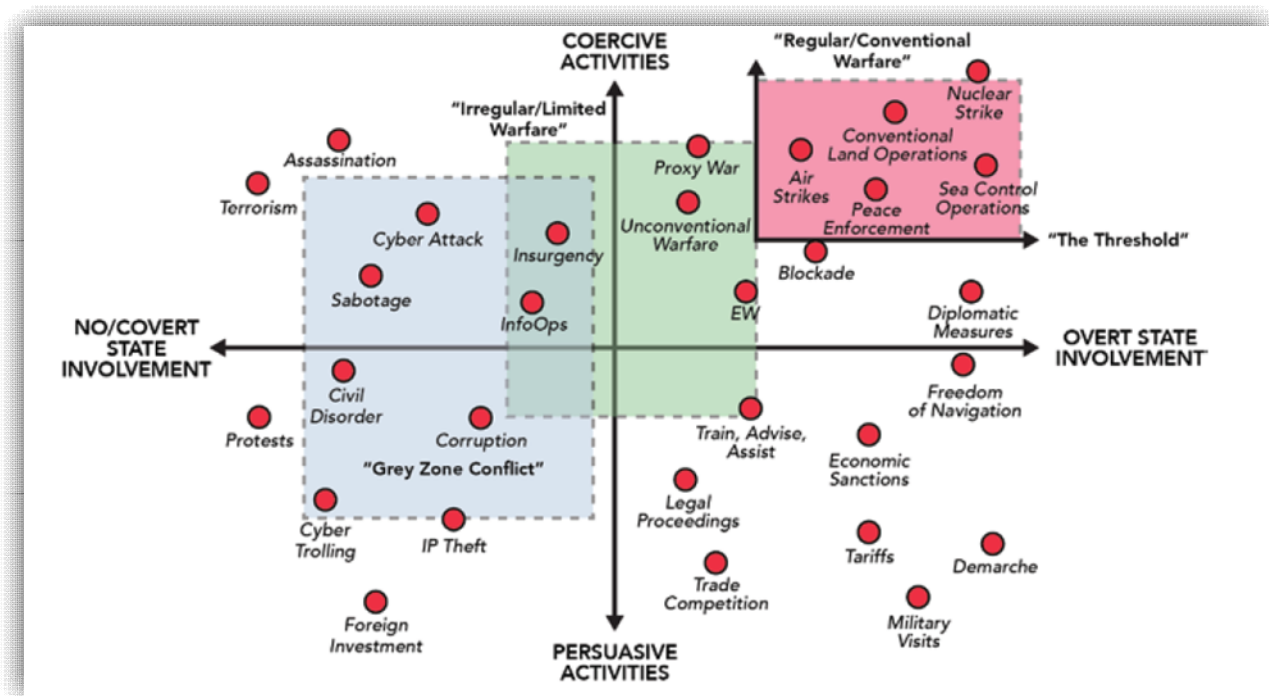 COERCIVE
ACTIVITIES
"Regular/Conventional
Warfare"
"Irregular/Limited
Warfare"
Nuclear
Strike
Assassination
Conventional
Land Operations
Proxy War
Air
Strikes
Sea Control
Operations
Terrorism
Peace
Enforcement
Cyber Attack
Unconventional
Warfare
Insurgency
"The Threshold"
Blockade
Sabotage
InfoOps
EW
Diplomatic
Measures
NO/COVERT
STATE
INVOLVEMENT
OVERT STATE
INVOLVEMENT
Civil
Disorder
Freedom
of Navigation
Protests
Corruption
Train, Advise,
Assist
Economic
Sanctions
"Grey Zone Conflict"
Legal
Proceedings
Cyber
Trolling
IP Theft
Tariffs
Demarche
Trade
Competition
Foreign
Investment
Military
Visits
PERSUASIVE
ACTIVITIES